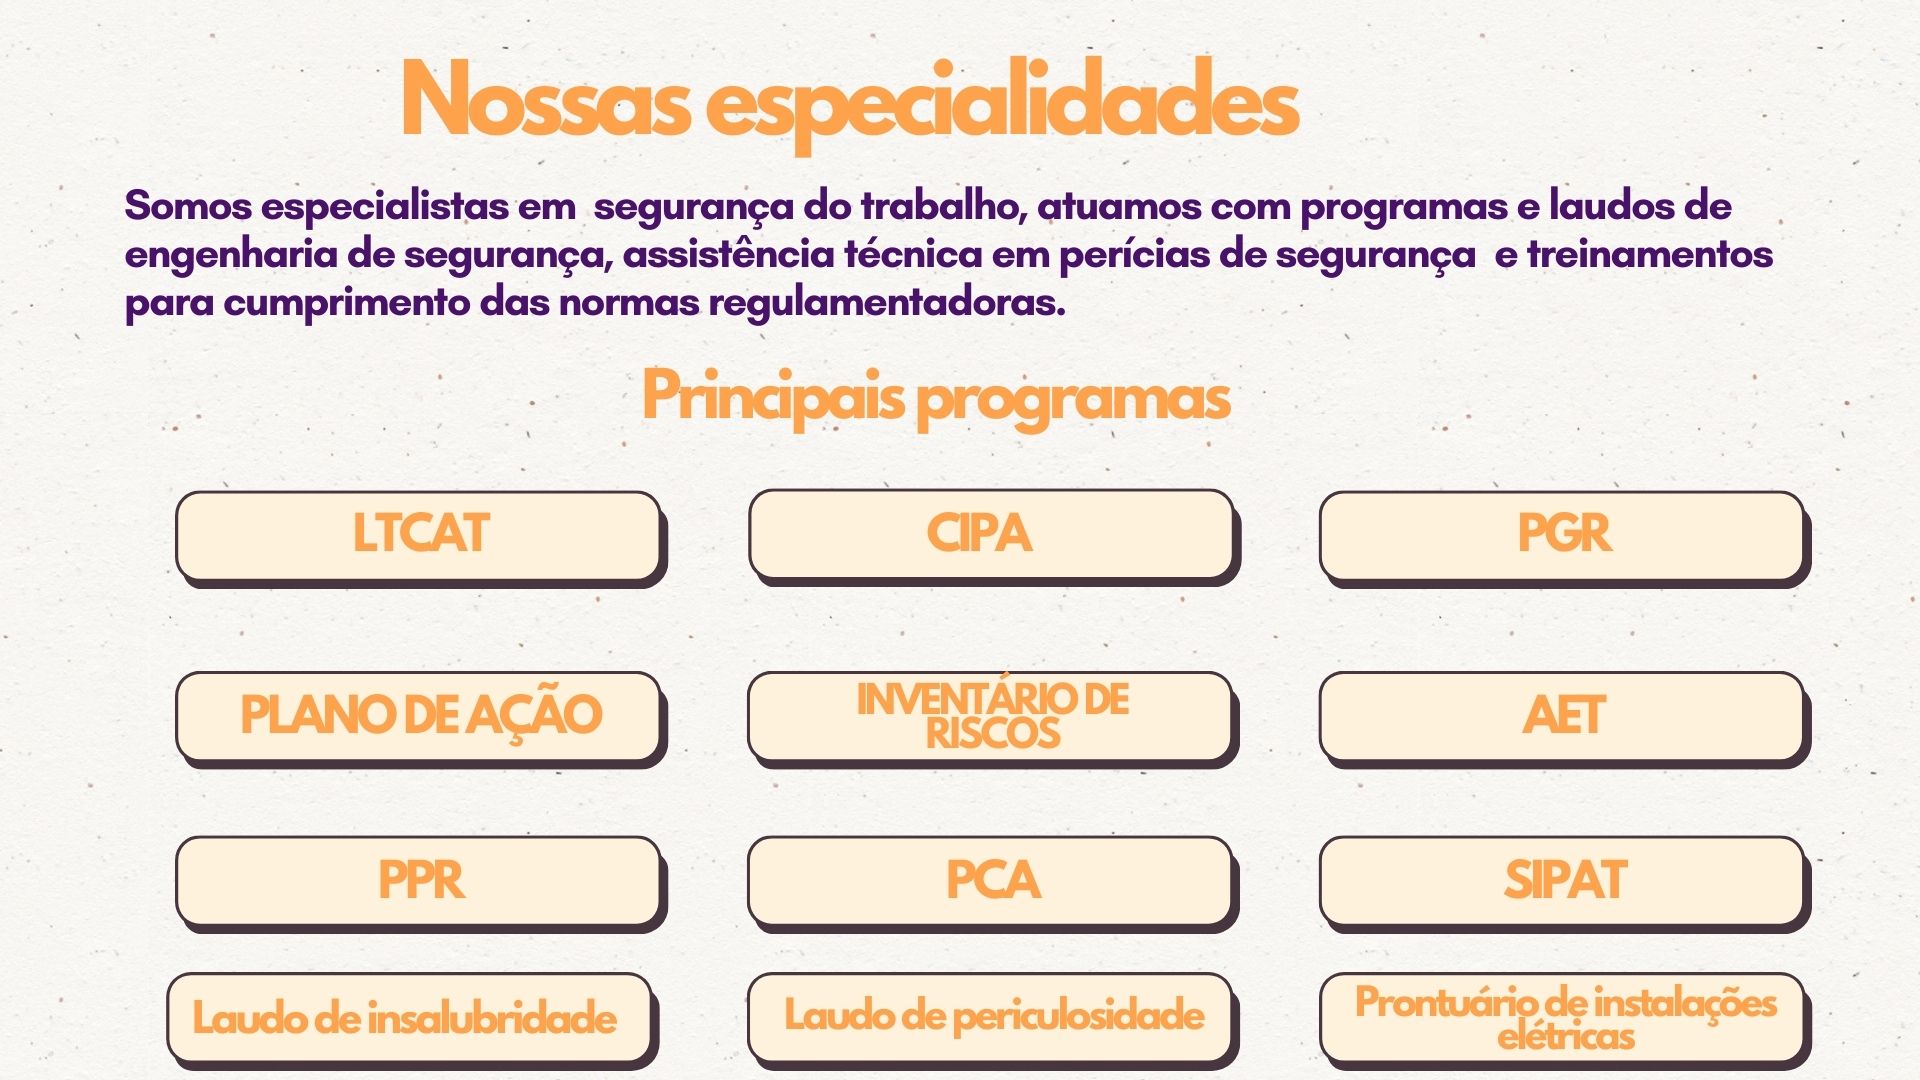 Nossas especialidades
Somos especialistas em segurança do trabalho, atuamos com programas e laudos de
engenharia de segurança, assistência técnica em perícias de segurança e treinamentos
para cumprimento das normas regulamentadoras.
Principais programas
LTCAT
CIPA
PGR
PLANO DE AÇÃO
INVENTÁRIO DE
RISCOS
AET
PPR
PCA
SIPAT
Laudo de insalubridade
Laudo de periculosidade
Prontuário de instalações
elétricas